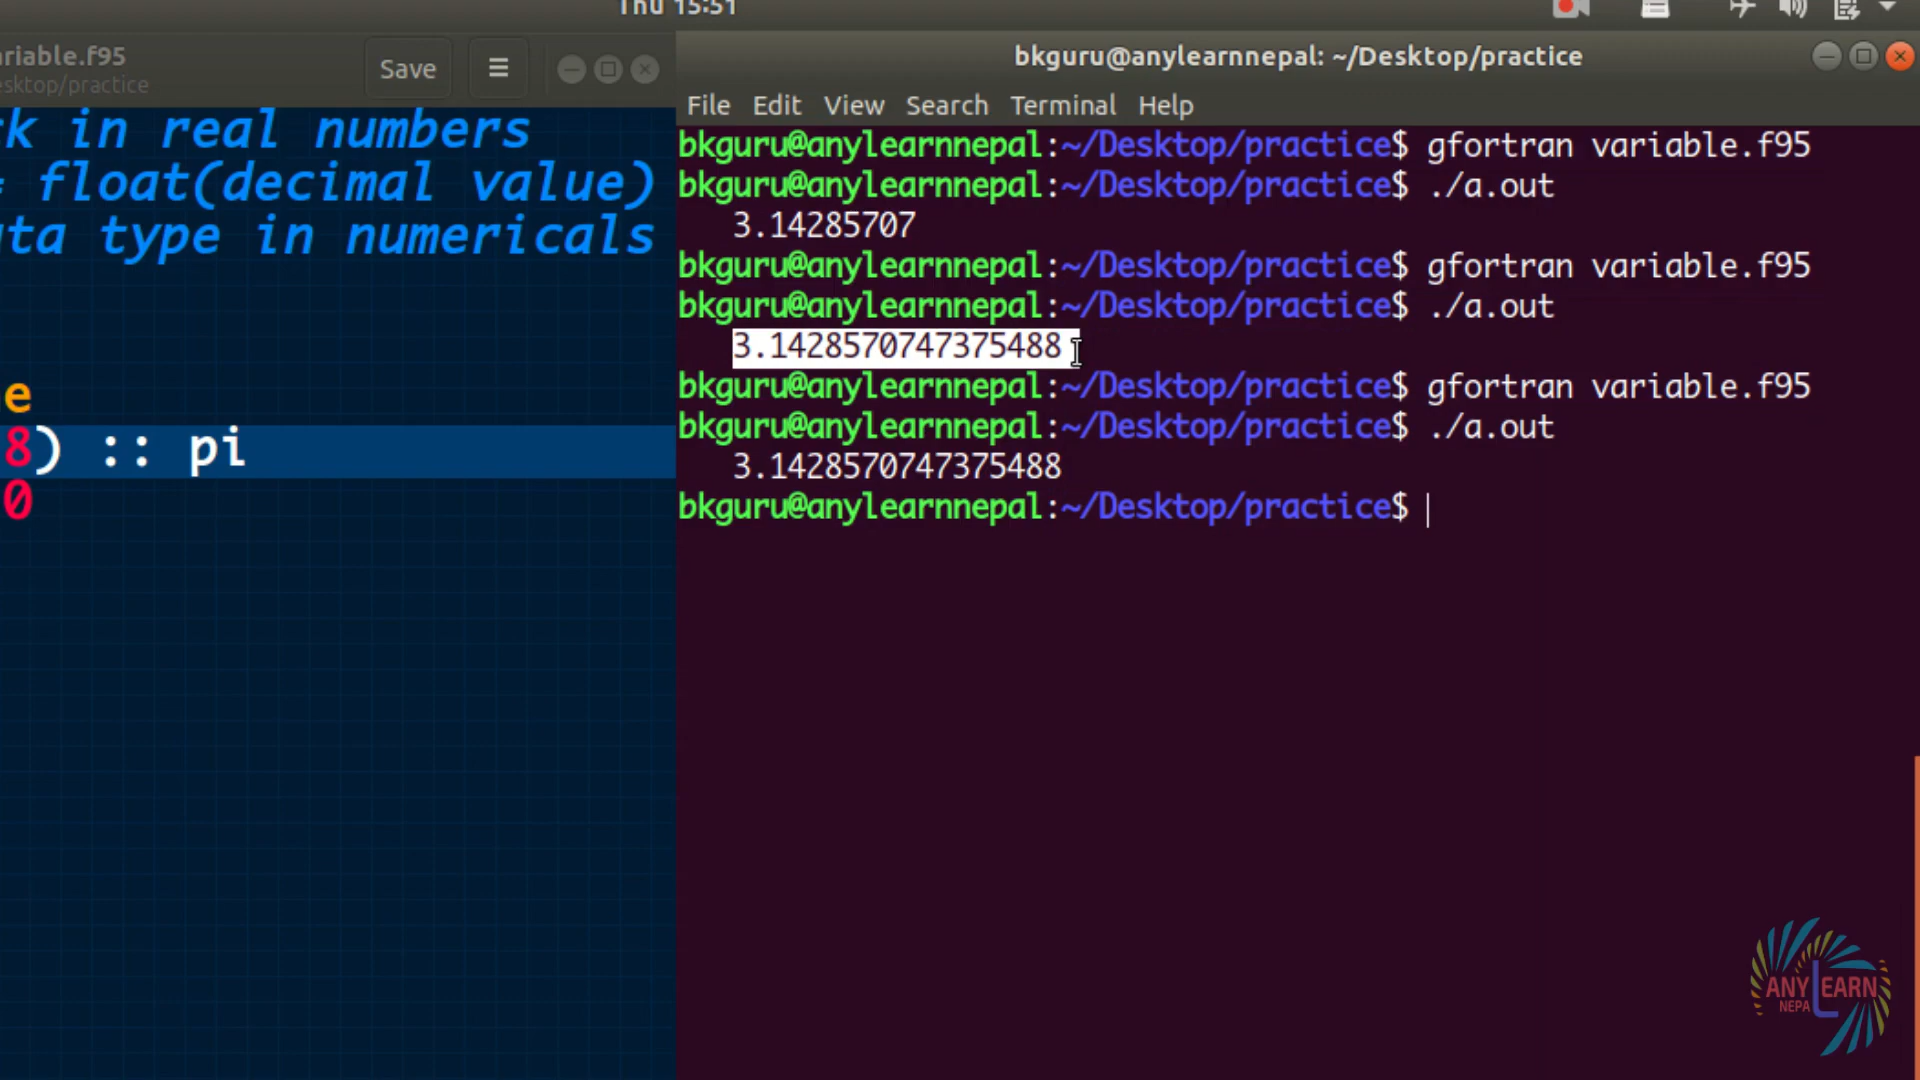 Thu 15:51
riable.f95
Save
sktop/practice
bkguru@anylearnnepal: ~/Desktop/practice
File Edit View Search Terminal Help
k in real numbers
= float(decimal value)
ta type in numericals
e
8) :: pi
0
bkguru@anylearnnepal:~/Desktop/practice$ gfortran variable.f95
bkguru@anylearnnepal:~/Desktop/practice$ ./a.out
3.14285707
bkguru@anylearnnepal:~/Desktop/practice$ gfortran variable.f95
bkguru@anylearnnepal:~/Desktop/practice$ ./a.out
3.1428570747375488
bkguru@anylearnnepal:~/Desktop/practice$ gfortran variable.f95
bkguru@anylearnnepal:~/Desktop/practice$ ./a.out
3.1428570747375488
bkguru@anylearnnepal:~/Desktop/practice$
ANY LEARN
NEPA